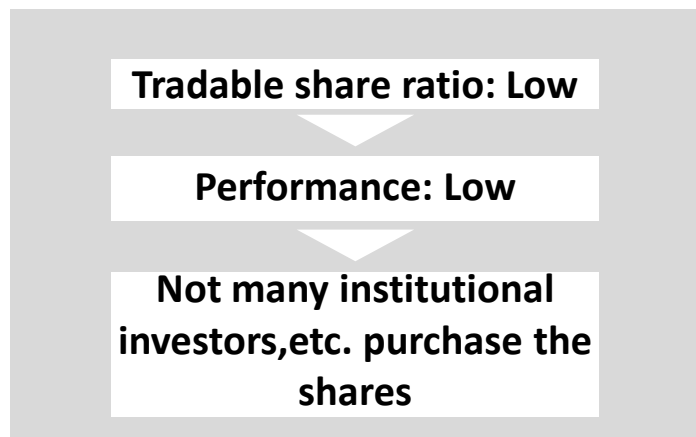 Tradable share ratio: Low
Performance: Low
Not many institutional
investors,etc. purchase the
shares